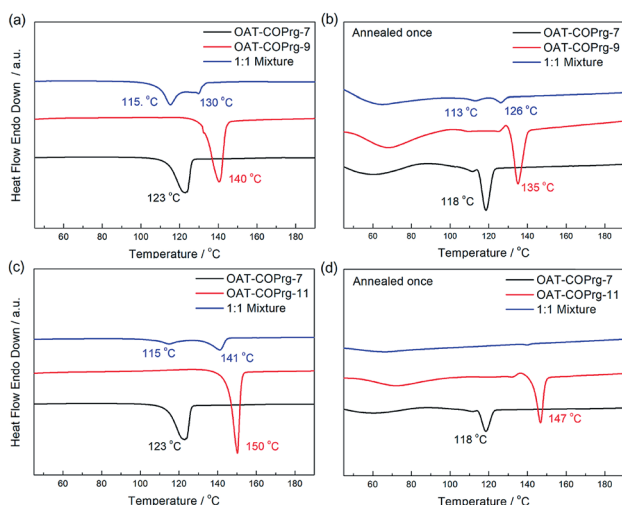 (a)
OAT-COPrg-7
OAT-COPrg-9
1:1 Mixture
115. °C
130 °C
140 °C
123 °C
Heat Flow Endo Down / a.u.
60 80 100 120 140 160 180
Temperature / °C
(b)
Annealed once
OAT-COPrg-7
OAT-COPrg-9
1:1 Mixture
113 °C
126 °C
135 °C
118 °C
60 80 100 120 140 160 180
Temperature / °C
(c)
OAT-COPrg-7
OAT-COPrg-11
1:1 Mixture
115 °C
141 °C
123 °C
150 °C
Heat Flow Endo Down / a.u.
60 80 100 120 140 160 180
Temperature / °C
(d)
Annealed once
OAT-COPrg-7
OAT-COPrg-11
1:1 Mixture
147 °C
118 °C
60 80 100 120 140 160 180
Temperature / °C